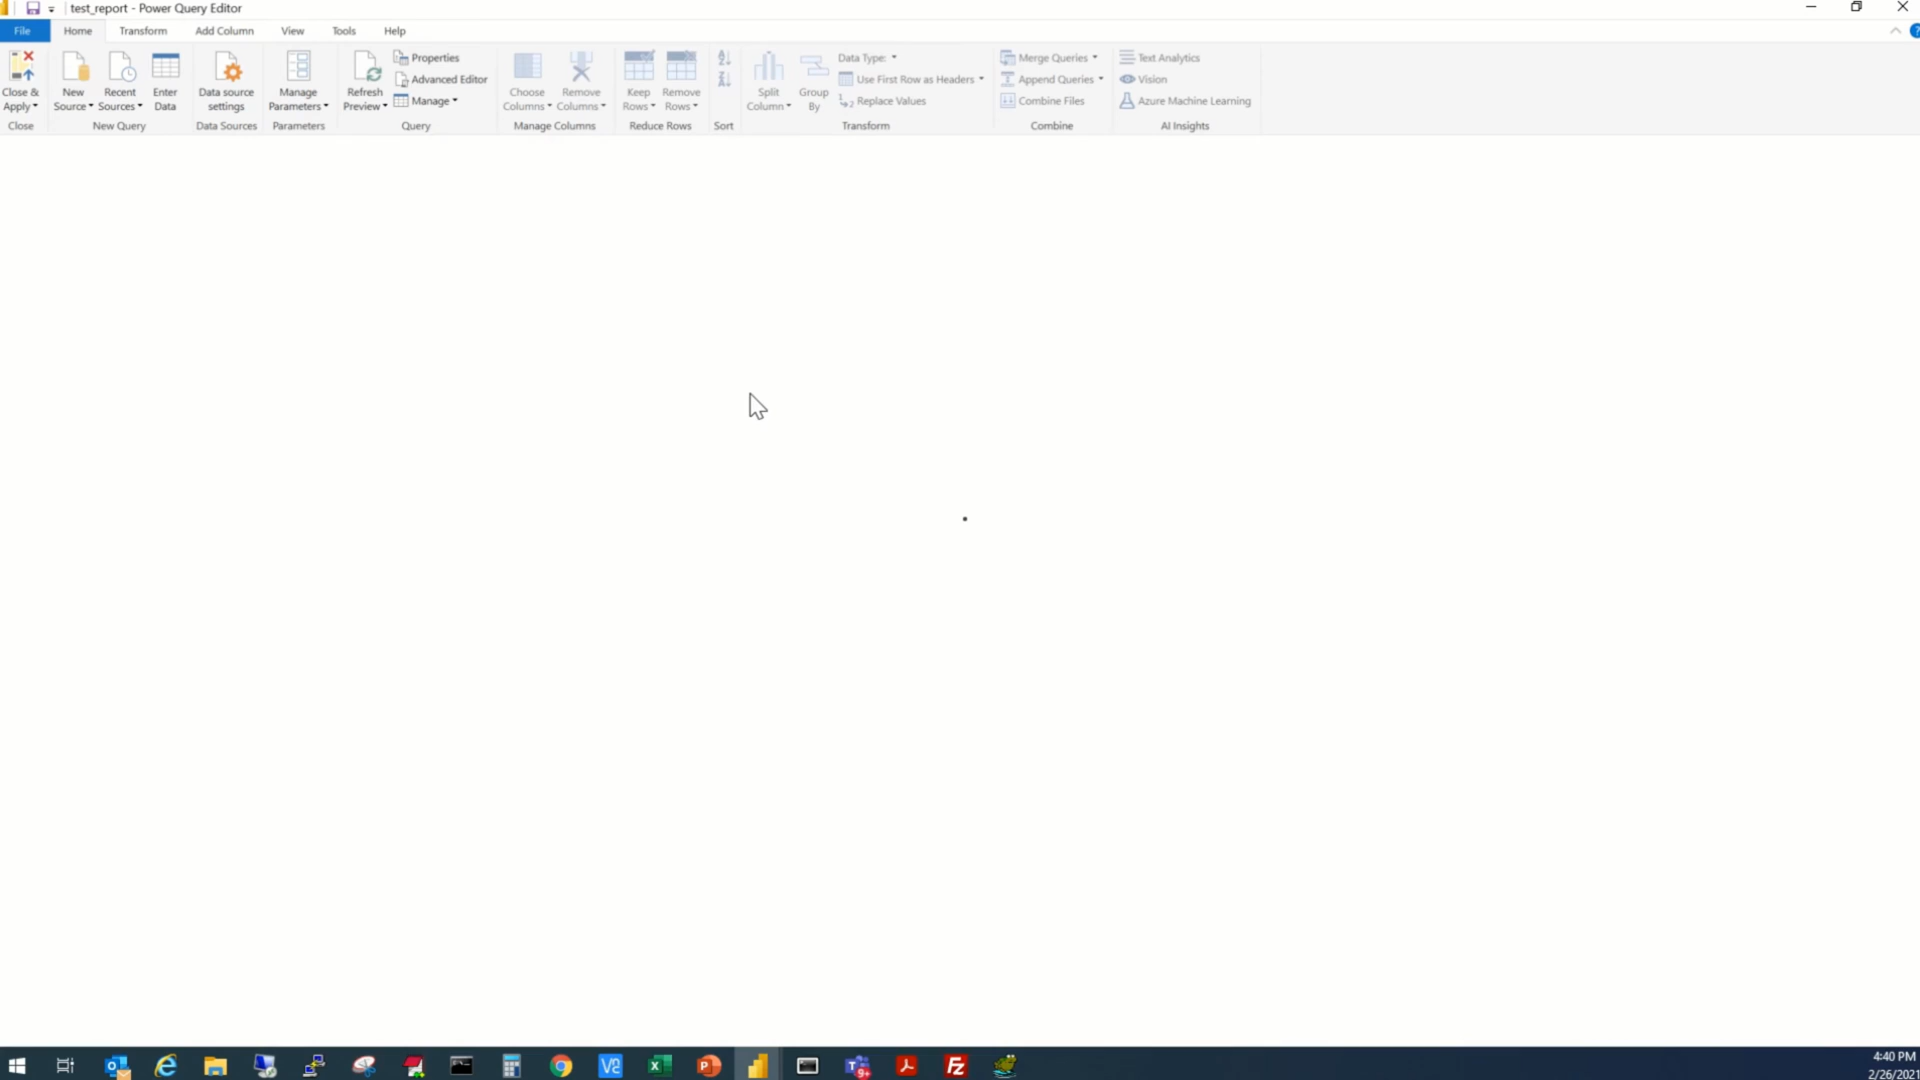 test_report - Power Query Editor
File Home Transform Add Column View Tools Help
Close & Apply
Close
New Source
Recent Sources
Enter Data
New Query
Data source settings
Data Sources
Manage Parameters
Parameters
Refresh Preview
Properties
Advanced Editor
Manage
Query
Choose Columns
Remove Columns
Manage Columns
Keep Rows
Remove Rows
Reduce Rows
Sort
Split Column
Group By
Data Type:
Use First Row as Headers
Replace Values
Transform
Merge Queries
Append Queries
Combine Files
Combine
Text Analytics
Vision
Azure Machine Learning
AI Insights
4:40 PM
2/26/2021